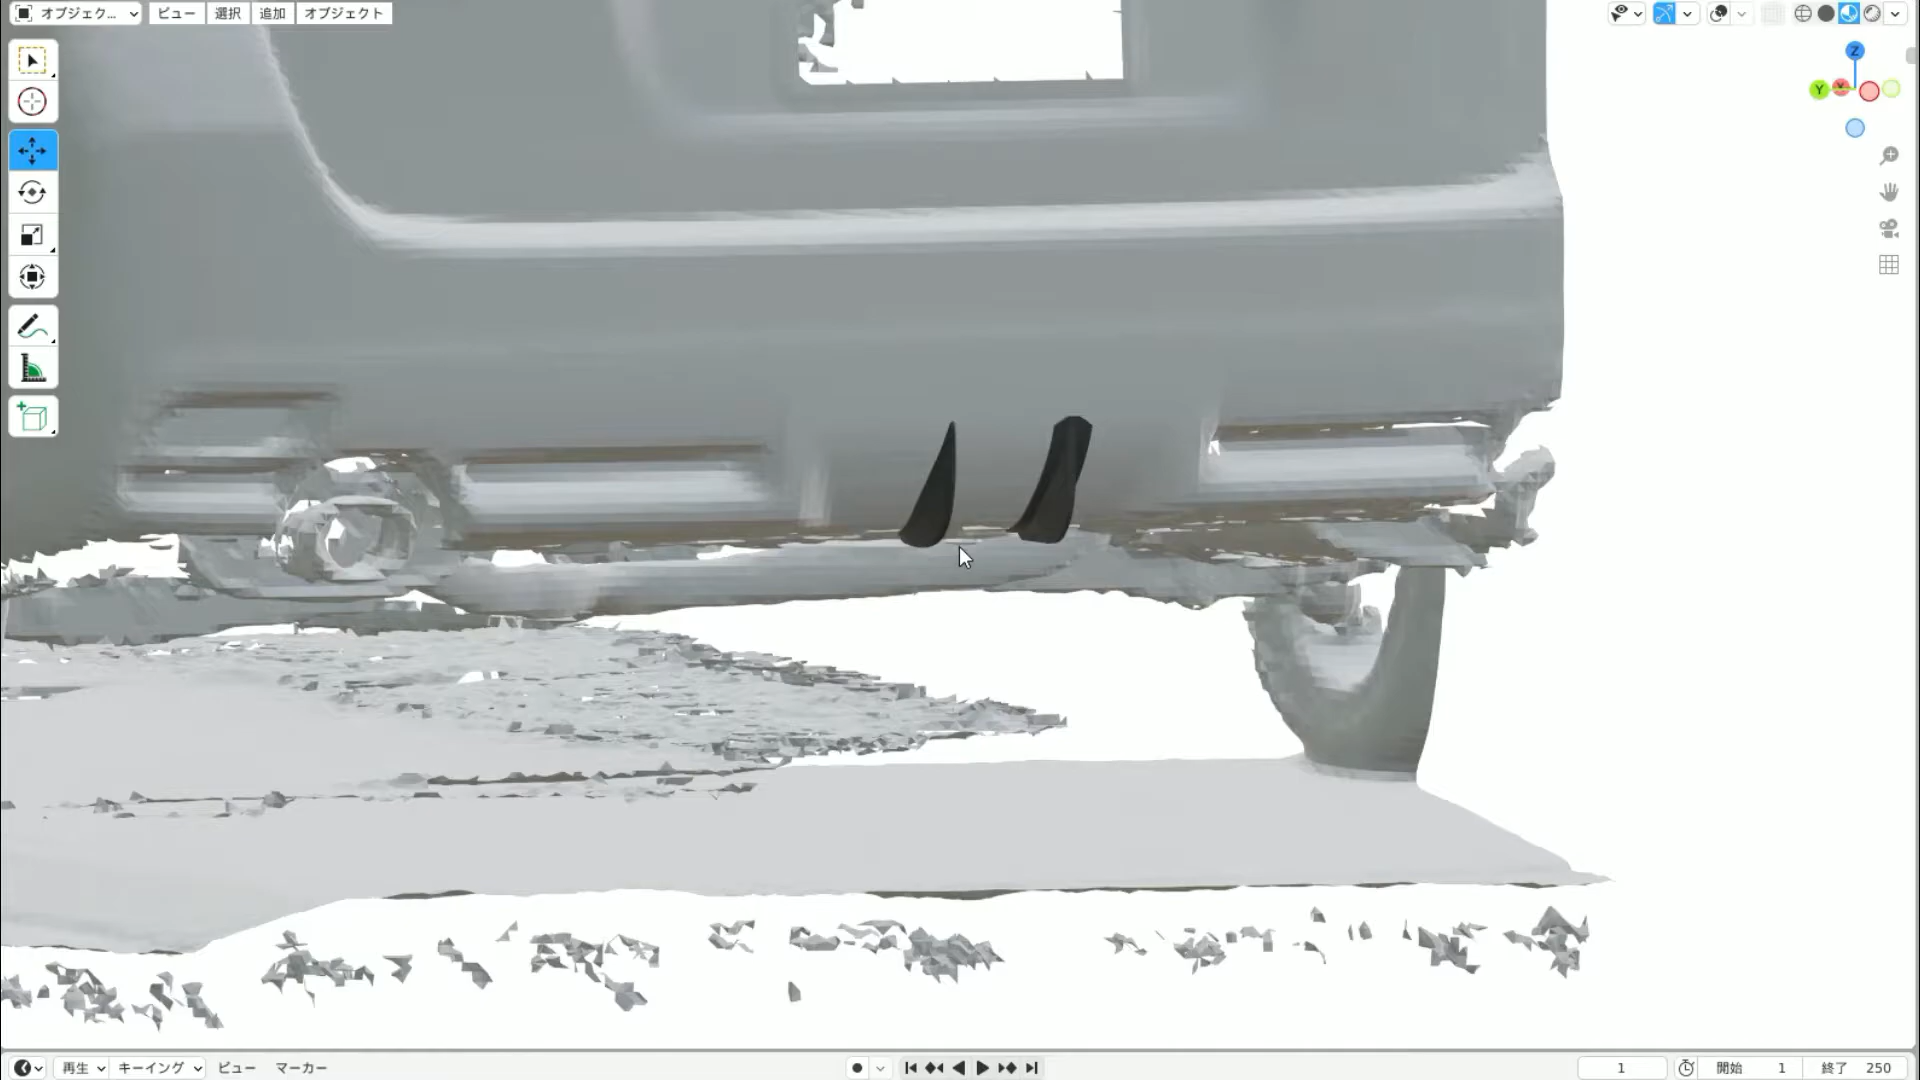 オブジェク...
ビュー
選択
追加
オブジェクト
Z
Y
X
再生
キーイング
ビュー
マーカー
1
開始 1
終了 250